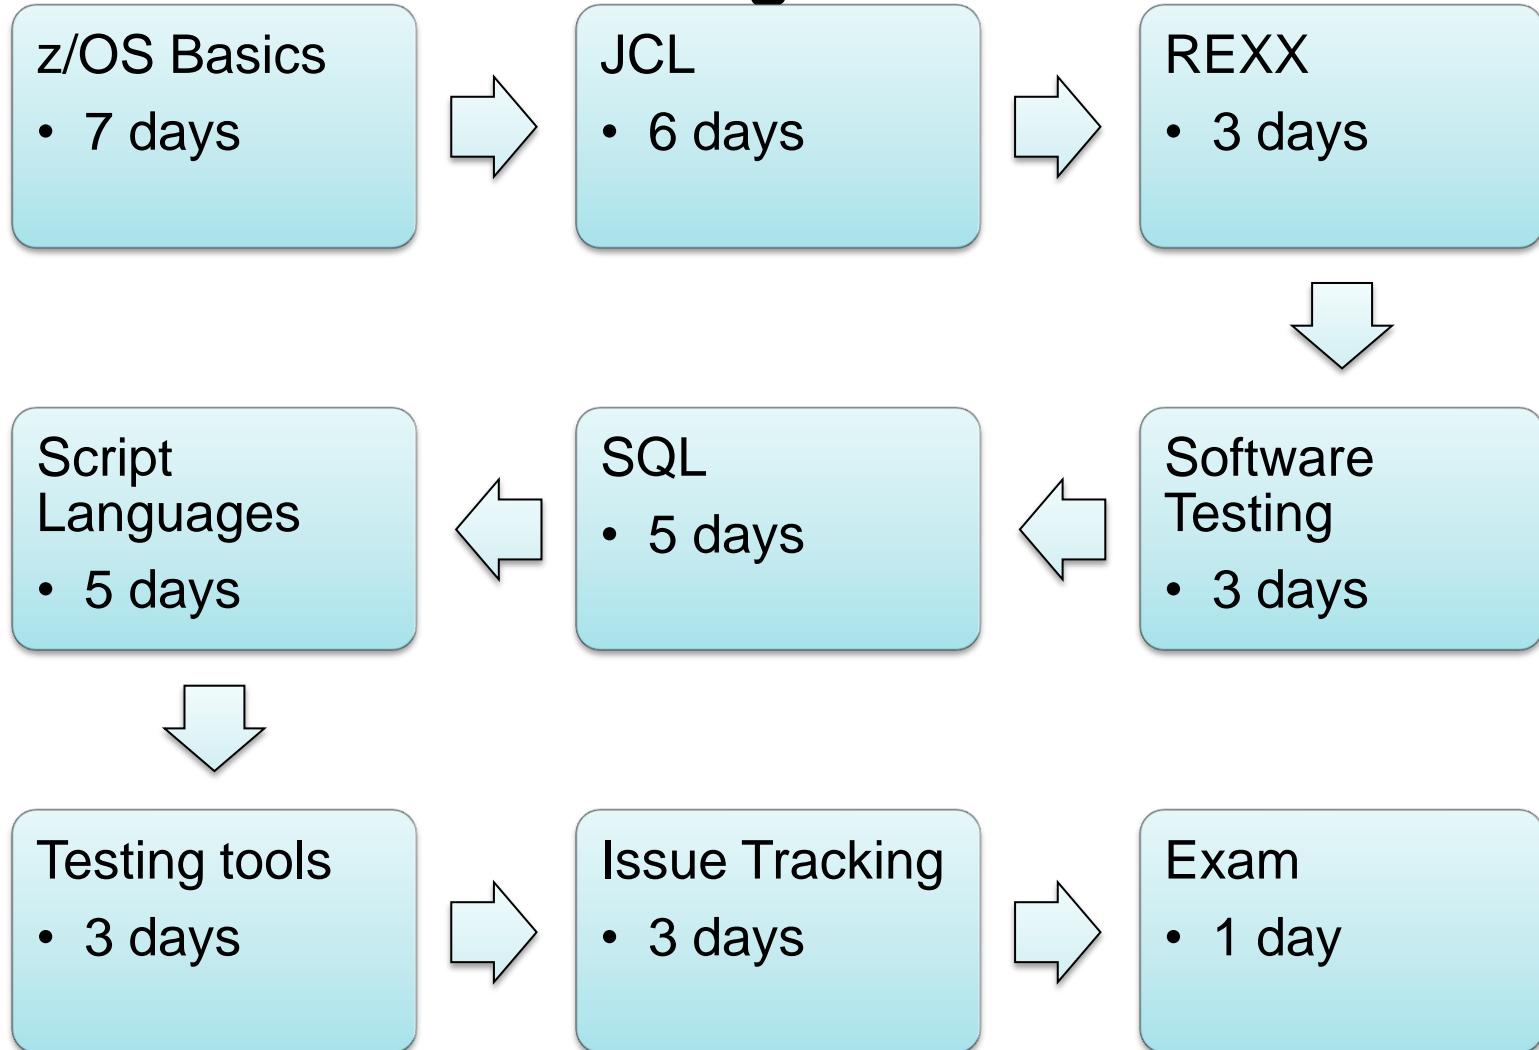 z/OS Basics
• 7 days
JCL
• 6 days
REXX
• 3 days
Software
Testing
• 3 days
SQL
• 5 days
Script
Languages
• 5 days
Testing tools
• 3 days
Issue Tracking
• 3 days
Exam
• 1 day